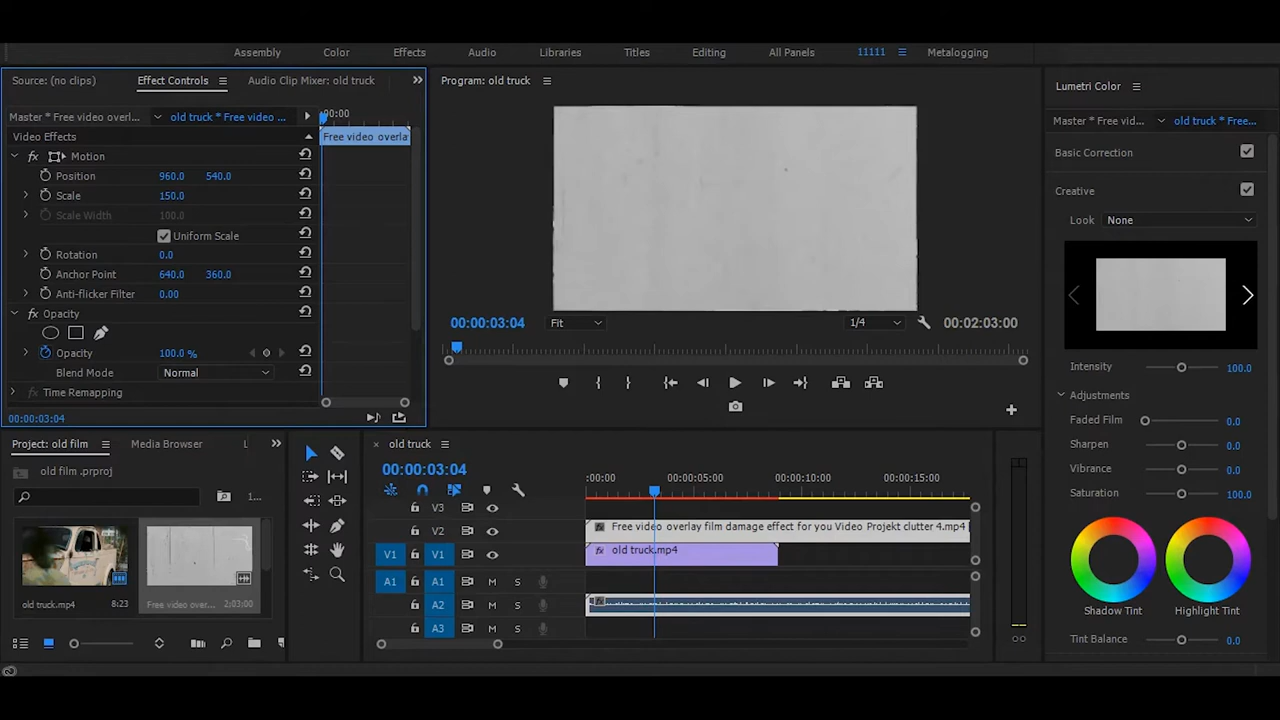 Assembly Color Effects Audio Libraries Titles Editing All Panels 11111 Metalogging
Source: (no clips) Effect Controls Audio Clip Mixer: old truck
Program: old truck
Lumetri Color
Master * Free video overl... old truck * Free video ... :00:00
Master * Free vid... old truck * Free...
Video Effects
Free video overla
Motion
Position 960.0 540.0
Scale 150.0
Scale Width 100.0
Uniform Scale
Rotation 0.0
Anchor Point 640.0 360.0
Anti-flicker Filter 0.00
Opacity
Opacity 100.0 %
Blend Mode Normal
Time Remapping
00:00:03:04
00:00:03:04 Fit 1/4 00:02:03:00
Basic Correction
Creative
Look None
Intensity 100.0
Adjustments
Faded Film 0.0
Sharpen 0.0
Vibrance 0.0
Saturation 100.0
Shadow Tint Highlight Tint
Tint Balance 0.0
Project: old film Media Browser L
old film .prproj
1...
old truck.mp4 8:23
Free video over... 2:03:00
old truck
00:00:03:04
:00:00 00:00:05:00 00:00:10:00 00:00:15:00
V3
V2
Free video overlay film damage effect for you Video Projekt clutter 4.mp4
V1 V1
old truck.mp4
A1 A1 M S
A2 M S
A3 M S